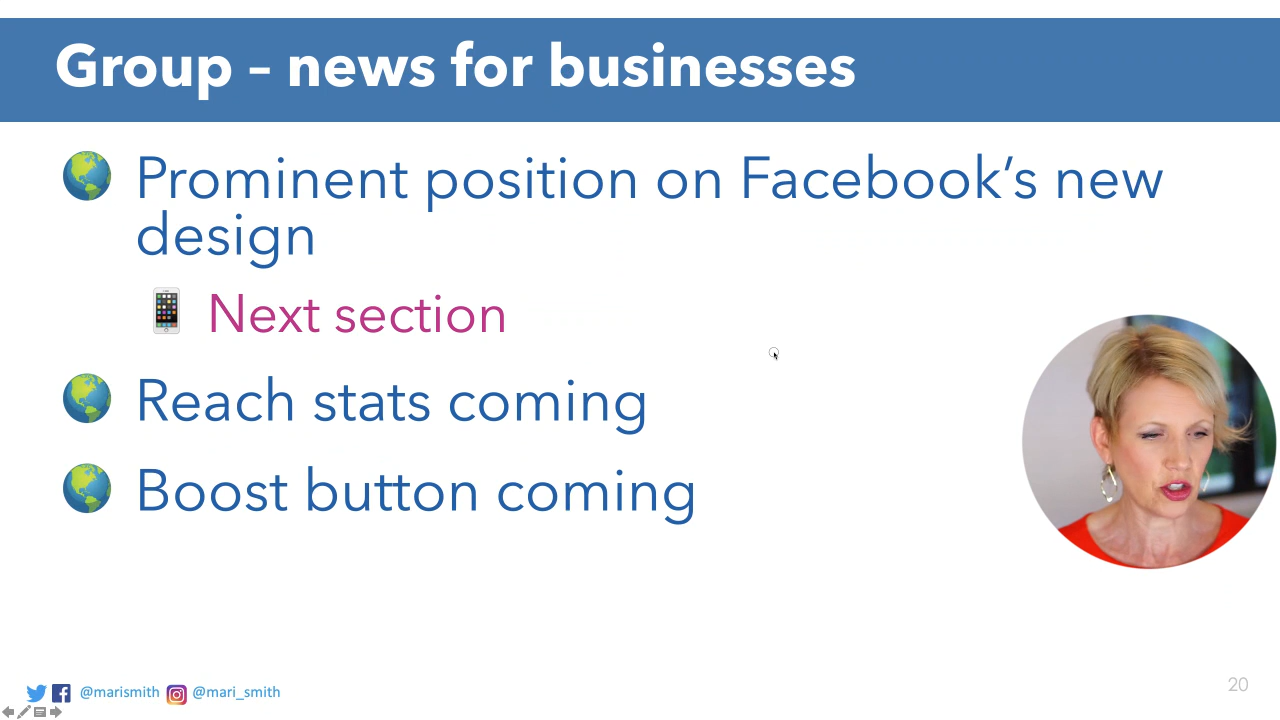 Group – news for businesses
Prominent position on Facebook’s new
design
Next section
Reach stats coming
Boost button coming
@marismith @mari_smith
20